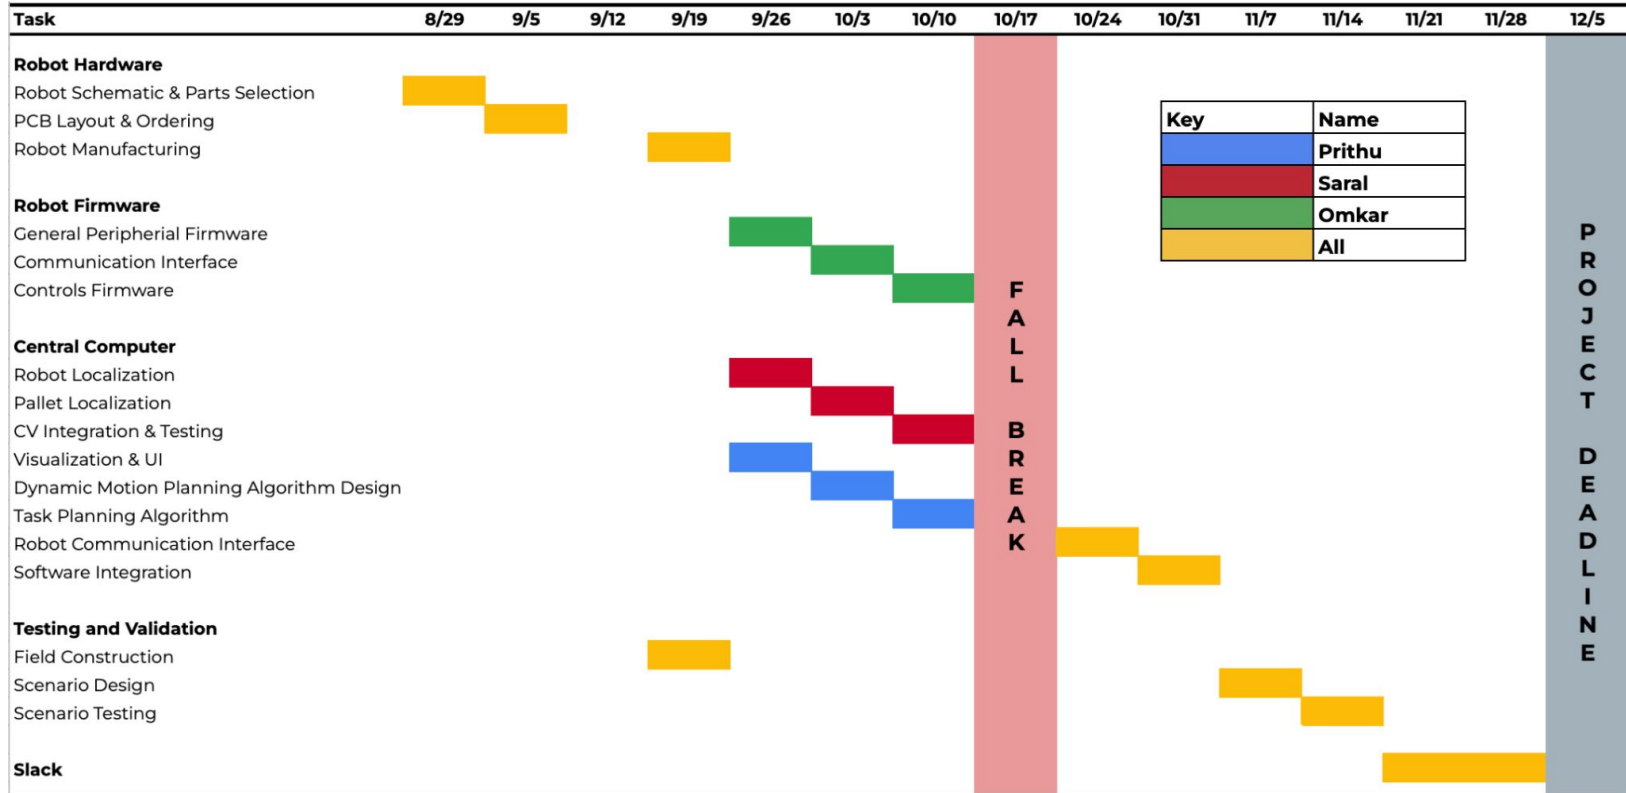 Task 8/29 9/5 9/12 9/19 9/26 10/3 10/10 10/17 10/24 10/31 11/7 11/14 11/21 11/28 12/5
Robot Hardware
Robot Schematic & Parts Selection
PCB Layout & Ordering
Robot Manufacturing
Robot Firmware
General Peripherial Firmware
Communication Interface
Controls Firmware
Central Computer
Robot Localization
Pallet Localization
CV Integration & Testing
Visualization & UI
Dynamic Motion Planning Algorithm Design
Task Planning Algorithm
Robot Communication Interface
Software Integration
Testing and Validation
Field Construction
Scenario Design
Scenario Testing
Slack
FALL BREAK
Key Name
Prithu
Saral
Omkar
All
PROJECT DEADLINE